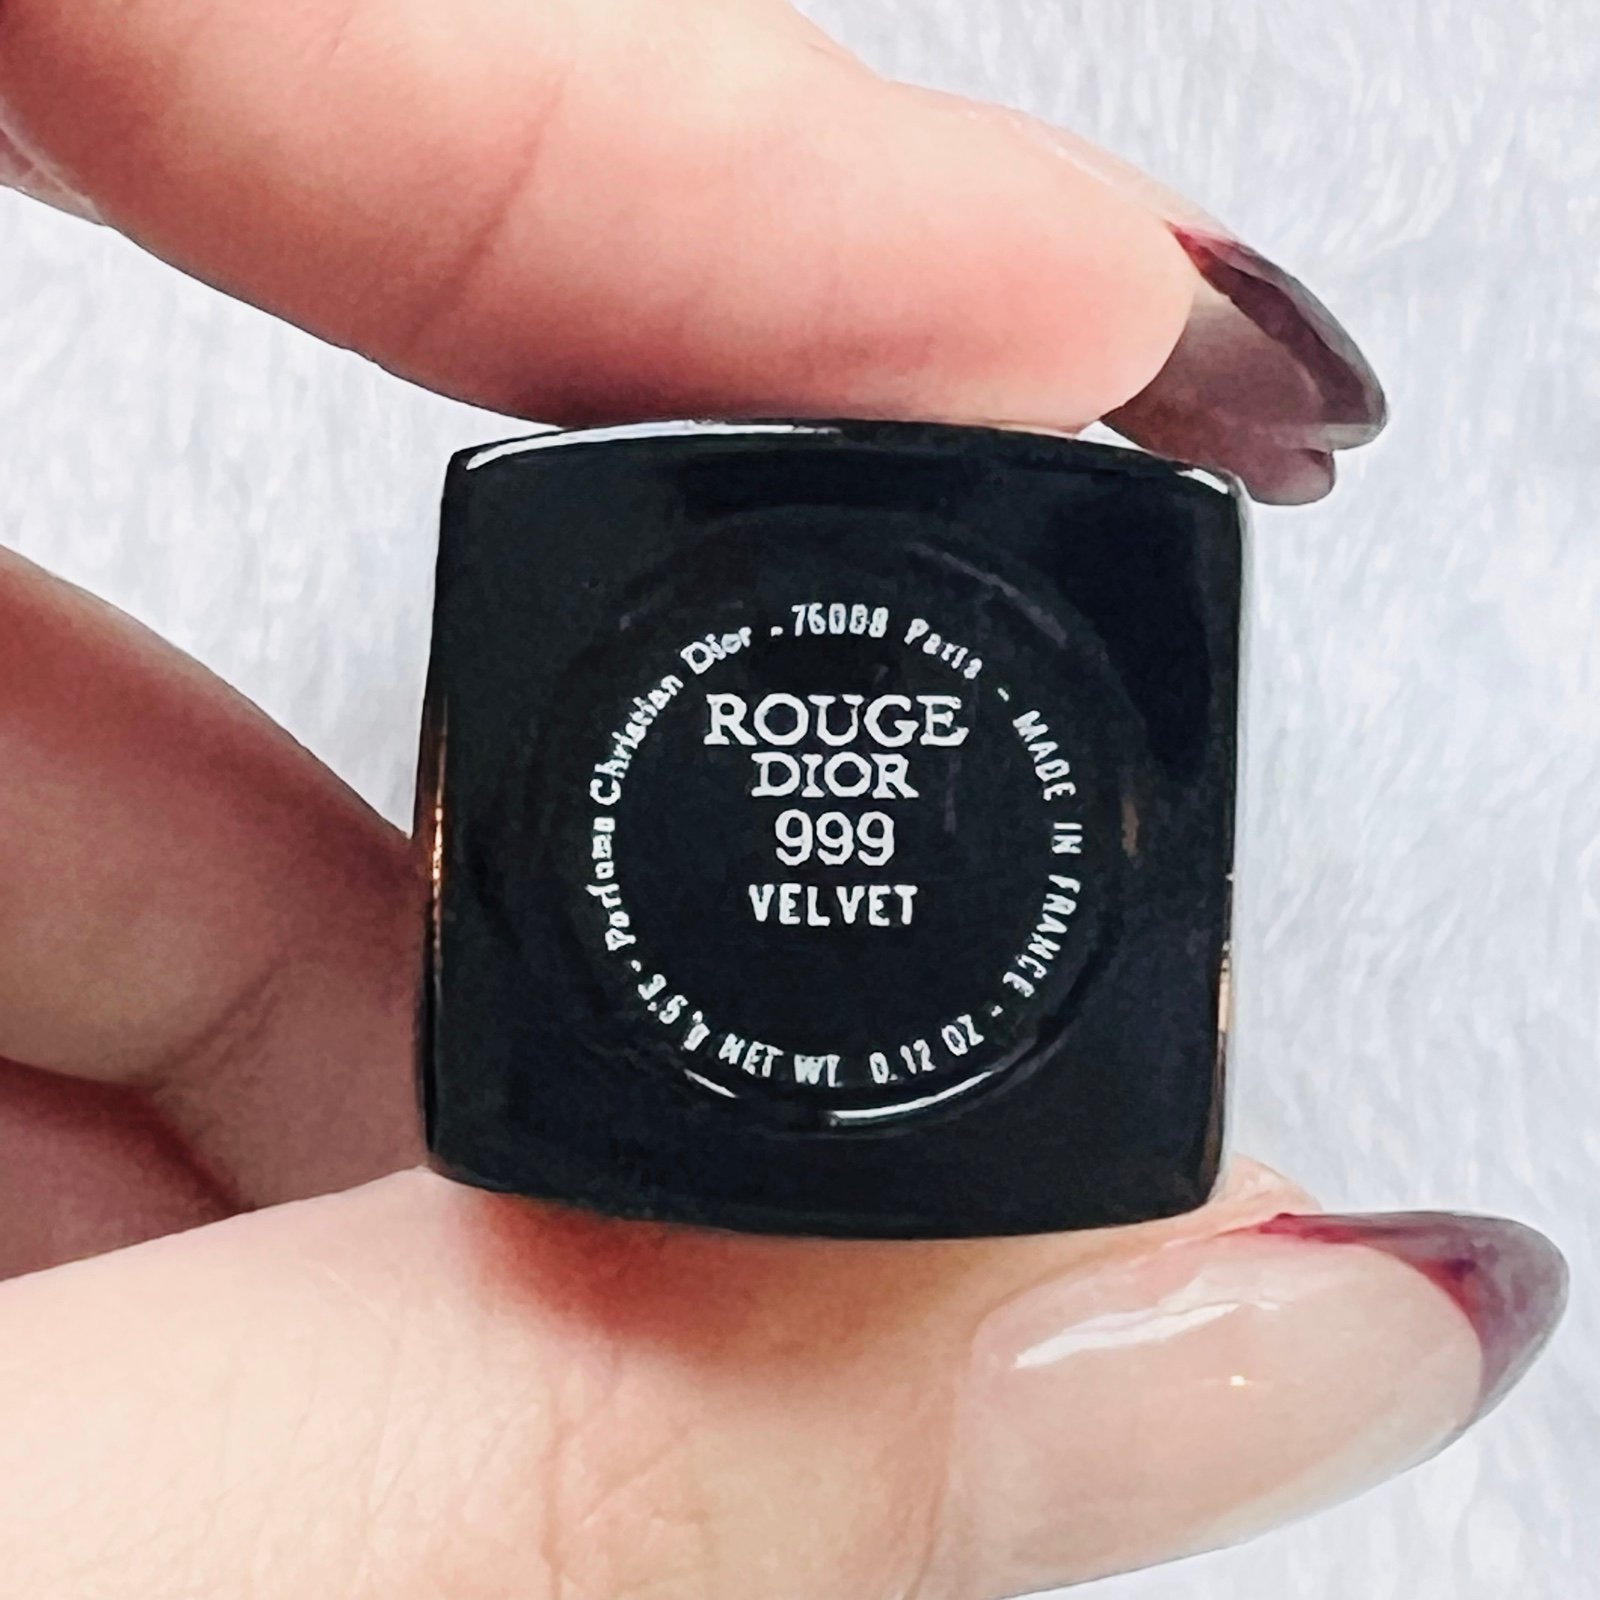 ROUGE
DIOR
999
VELVET
Parfums Christian Dior - 75008 Paris - MADE IN FRANCE - 3,5 g NET WT. 0.12 OZ -